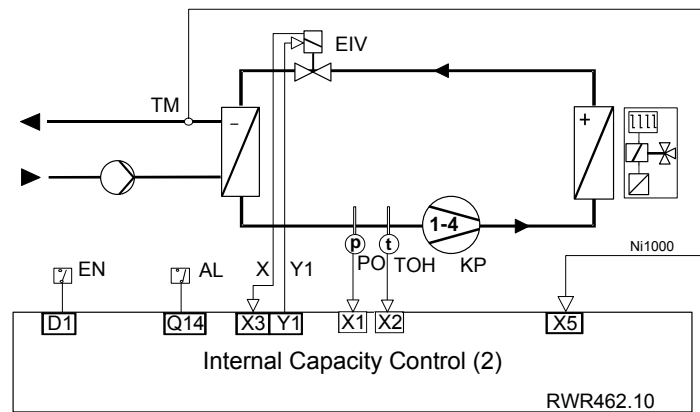 EIV
TM
−
+
1-4
p
t
PO
TOH
KP
Ni1000
EN
AL
X
Y1
D1
Q14
X3
Y1
X1
X2
X5
Internal Capacity Control (2)
RWR462.10